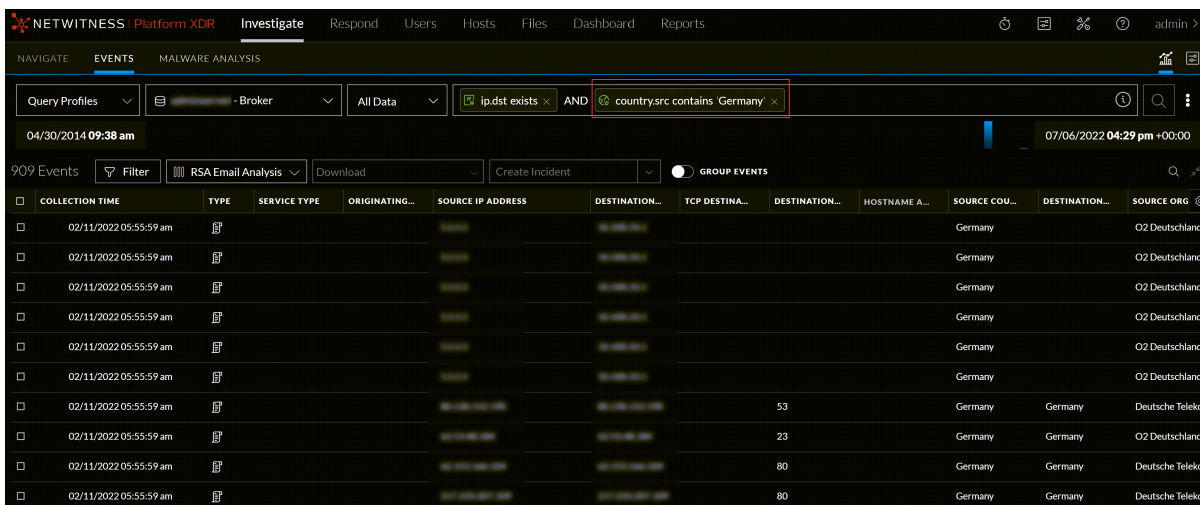 NETWITNESS | Platform XDR Investigate Respond Users Hosts Files Dashboard Reports admin >
NAVIGATE EVENTS MALWARE ANALYSIS
Query Profiles - Broker All Data ip.dst exists × AND country.src contains 'Germany' ×
04/30/2014 09:38 am 07/06/2022 04:29 pm +00:00
909 Events Filter RSA Email Analysis Download Create Incident GROUP EVENTS
COLLECTION TIME TYPE SERVICE TYPE ORIGINATING... SOURCE IP ADDRESS DESTINATION... TCP DESTINA... DESTINATION... HOSTNAME A... SOURCE COU... DESTINATION... SOURCE ORG
02/11/2022 05:55:59 am Germany O2 Deutschland
02/11/2022 05:55:59 am Germany O2 Deutschland
02/11/2022 05:55:59 am Germany O2 Deutschland
02/11/2022 05:55:59 am Germany O2 Deutschland
02/11/2022 05:55:59 am Germany O2 Deutschland
02/11/2022 05:55:59 am Germany O2 Deutschland
02/11/2022 05:55:59 am 53 Germany Germany Deutsche Teleko
02/11/2022 05:55:59 am 23 Germany Germany O2 Deutschland
02/11/2022 05:55:59 am 80 Germany Germany Deutsche Teleko
02/11/2022 05:55:59 am 80 Germany Germany Deutsche Teleko